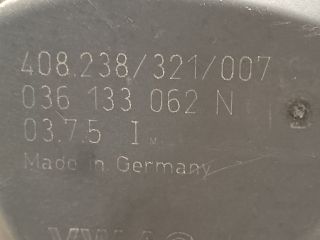 408.238/321/007
036 133 062 N
03.7.5 I
Made in Germany